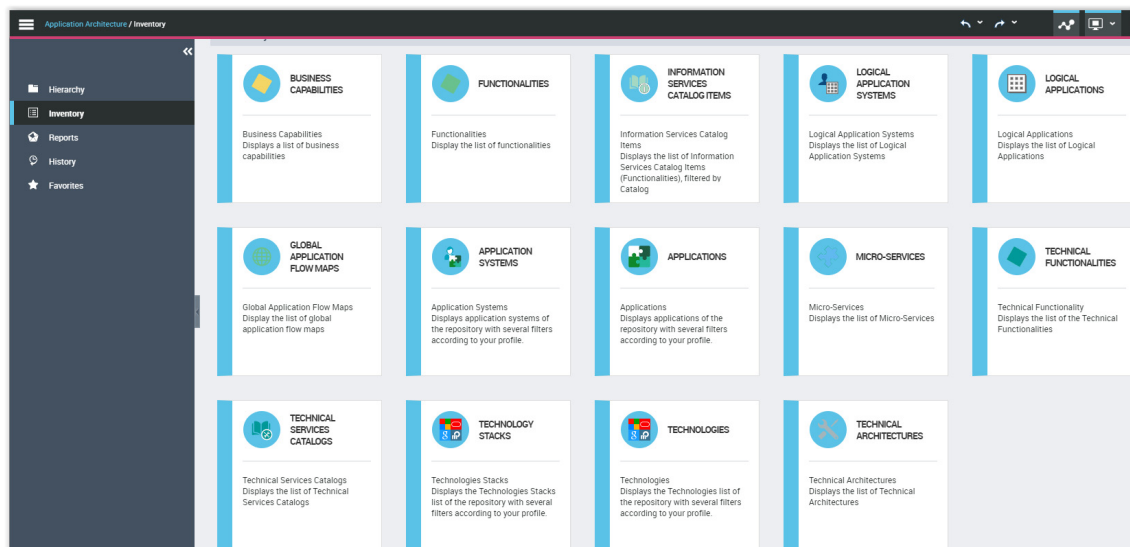 Application Architecture / Inventory
Hierarchy
Inventory
Reports
History
Favorites
BUSINESS
CAPABILITIES
Business Capabilities
Displays a list of business
capabilities
FUNCTIONALITIES
Functionalities
Display the list of functionalities
INFORMATION
SERVICES
CATALOG ITEMS
Information Services Catalog
Items
Displays the list of Information
Services Catalog Items
(Functionalities), filtered by
Catalog
LOGICAL
APPLICATION
SYSTEMS
Logical Application Systems
Displays the list of Logical
Application Systems
LOGICAL
APPLICATIONS
Logical Applications
Displays the list of Logical
Applications
GLOBAL
APPLICATION
FLOW MAPS
Global Application Flow Maps
Display the list of global
application flow maps
APPLICATION
SYSTEMS
Application Systems
Displays application systems of
the repository with several filters
according to your profile.
APPLICATIONS
Applications
Displays applications of the
repository with several filters
according to your profile.
MICRO-SERVICES
Micro-Services
Displays the list of Micro-Services
TECHNICAL
FUNCTIONALITIES
Technical Functionality
Displays the list of the Technical
Functionalities
TECHNICAL
SERVICES
CATALOGS
Technical Services Catalogs
Displays the list of Technical
Services Catalogs
TECHNOLOGY
STACKS
Technologies Stacks
Displays the Technologies Stacks
list of the repository with several
filters according to your profile.
TECHNOLOGIES
Technologies
Displays the Technologies list of
the repository with several filters
according to your profile.
TECHNICAL
ARCHITECTURES
Technical Architectures
Displays the list of Technical
Architectures